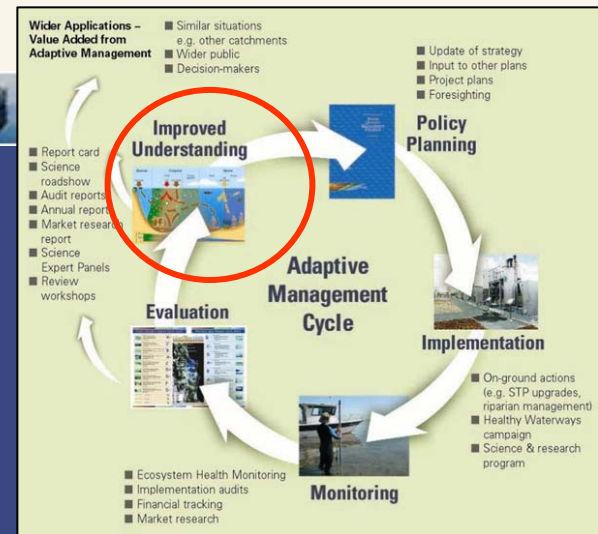 Wider Applications –
Value Added from
Adaptive Management
■ Similar situations
e.g. other catchments
■ Wider public
■ Decision-makers
■ Update of strategy
■ Input to other plans
■ Project plans
■ Foresighting
Policy
Planning
Improved
Understanding
■ Report card
■ Science
roadshow
■ Audit reports
■ Annual report
■ Market research
report
■ Science
Expert Panels
■ Review
workshops
Adaptive
Management
Cycle
Evaluation
Implementation
■ On-ground actions
(e.g. STP upgrades,
riparian management)
■ Healthy Waterways
campaign
■ Science & research
program
Monitoring
■ Ecosystem Health Monitoring
■ Implementation audits
■ Financial tracking
■ Market research